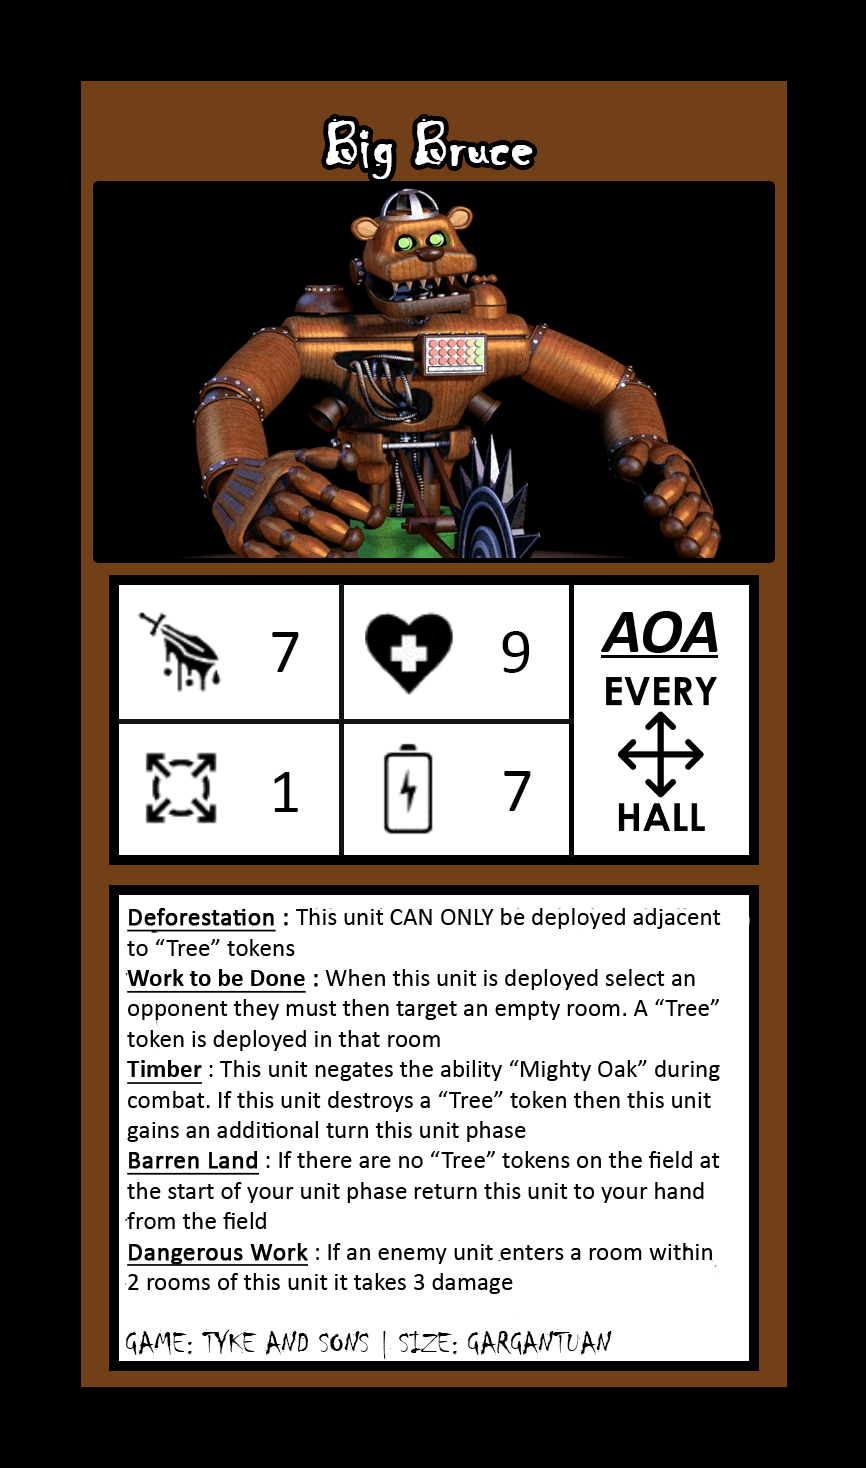 Big Bruce
7
9
AOA
EVERY
HALL
1
7
Deforestation : This unit CAN ONLY be deployed adjacent
to “Tree” tokens
Work to be Done : When this unit is deployed select an
opponent they must then target an empty room. A “Tree”
token is deployed in that room
Timber : This unit negates the ability “Mighty Oak” during
combat. If this unit destroys a “Tree” token then this unit
gains an additional turn this unit phase
Barren Land : If there are no “Tree” tokens on the field at
the start of your unit phase return this unit to your hand
from the field
Dangerous Work : If an enemy unit enters a room within
2 rooms of this unit it takes 3 damage
GAME: TYKE AND SONS | SIZE: GARGANTUAN